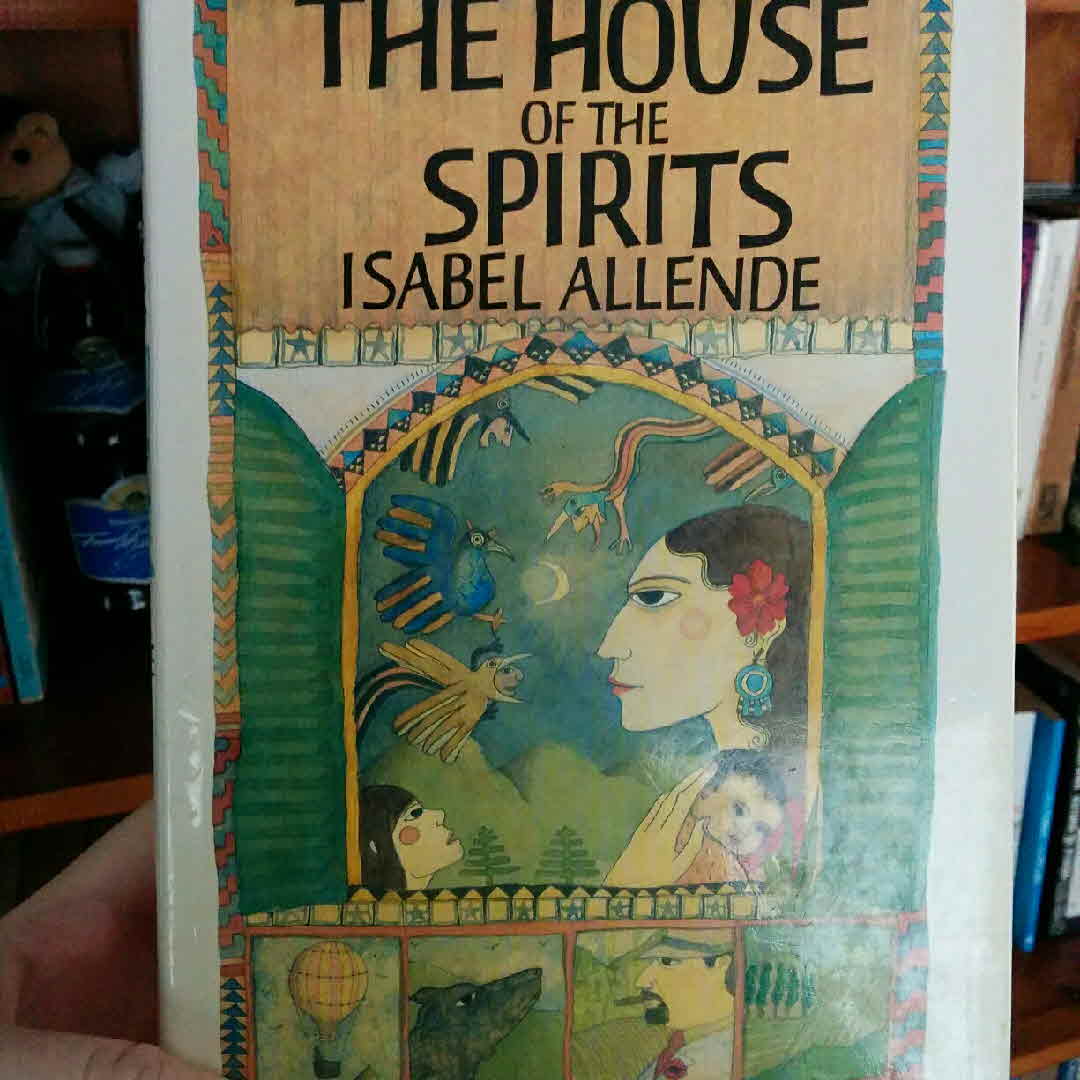 THE HOUSE
OF THE
SPIRITS
ISABEL ALLENDE